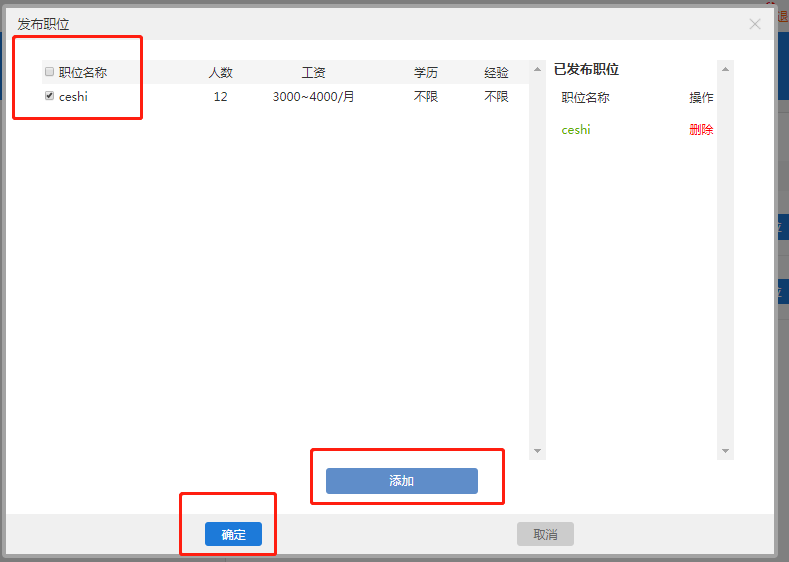 发布职位
职位名称 人数 工资 学历 经验
ceshi 12 3000~4000/月 不限 不限
已发布职位
职位名称 操作
ceshi 删除
添加
确定 取消